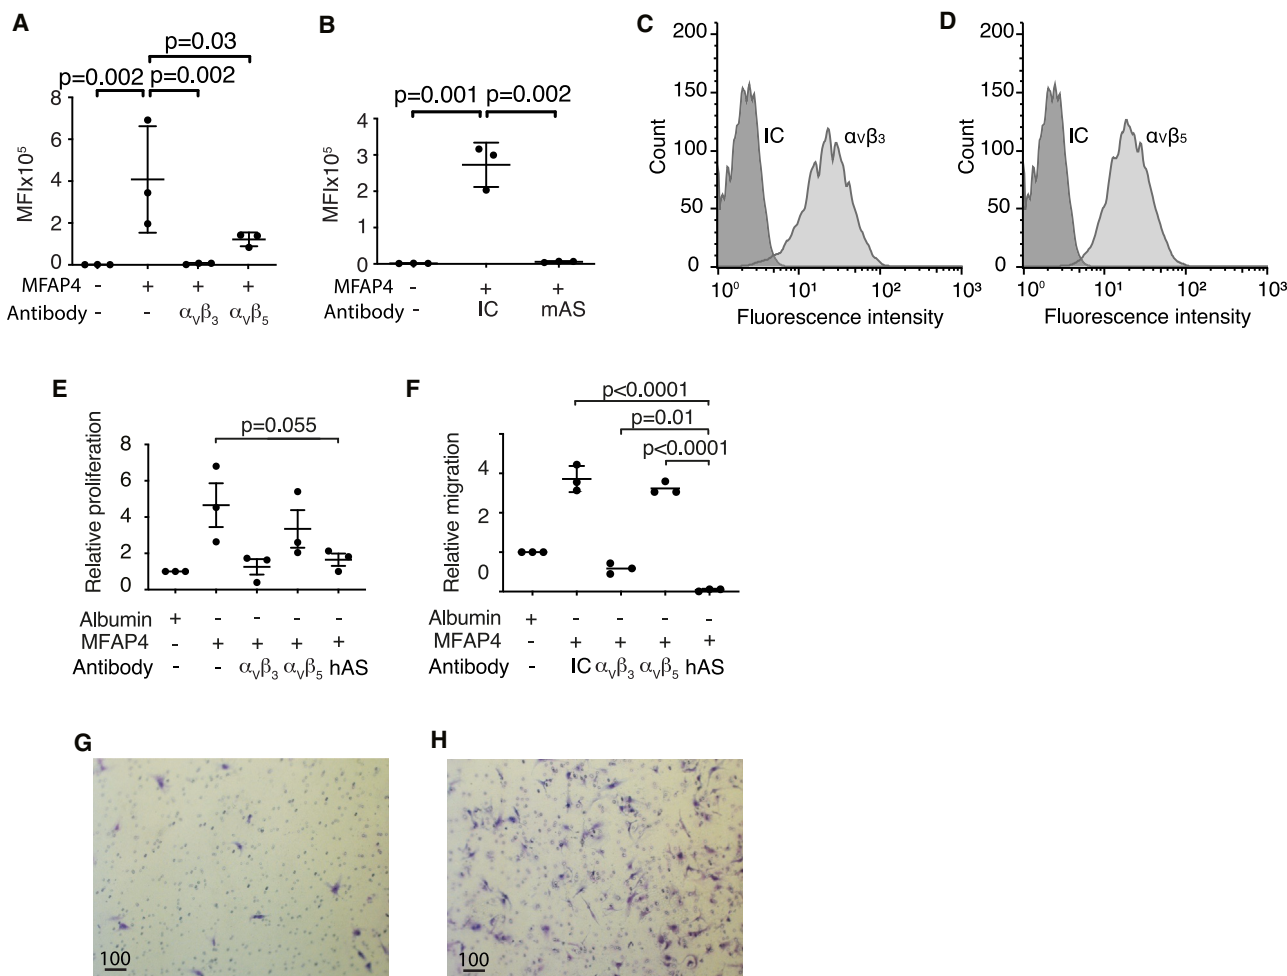 A
p=0.03
p=0.002 p=0.002
8
6
4
2
0
MFIx10⁵
MFAP4 - + + +
Antibody - - αᵥβ₃ αᵥβ₅
B
p=0.001 p=0.002
4
3
2
1
0
MFIx10⁵
MFAP4 - + +
Antibody - IC mAS
C
200
150
100
50
0
Count
IC αᵥβ₃
10⁰ 10¹ 10² 10³
Fluorescence intensity
D
200
150
100
50
0
Count
IC αᵥβ₅
10⁰ 10¹ 10² 10³
Fluorescence intensity
E
p=0.055
8
6
4
2
0
Relative proliferation
Albumin + - - - -
MFAP4 - + + + +
Antibody - - αᵥβ₃ αᵥβ₅ hAS
F
p<0.0001
p=0.01
p<0.0001
4
2
0
Relative migration
Albumin + - - - -
MFAP4 - + + + +
Antibody - IC αᵥβ₃ αᵥβ₅ hAS
G
100
H
100